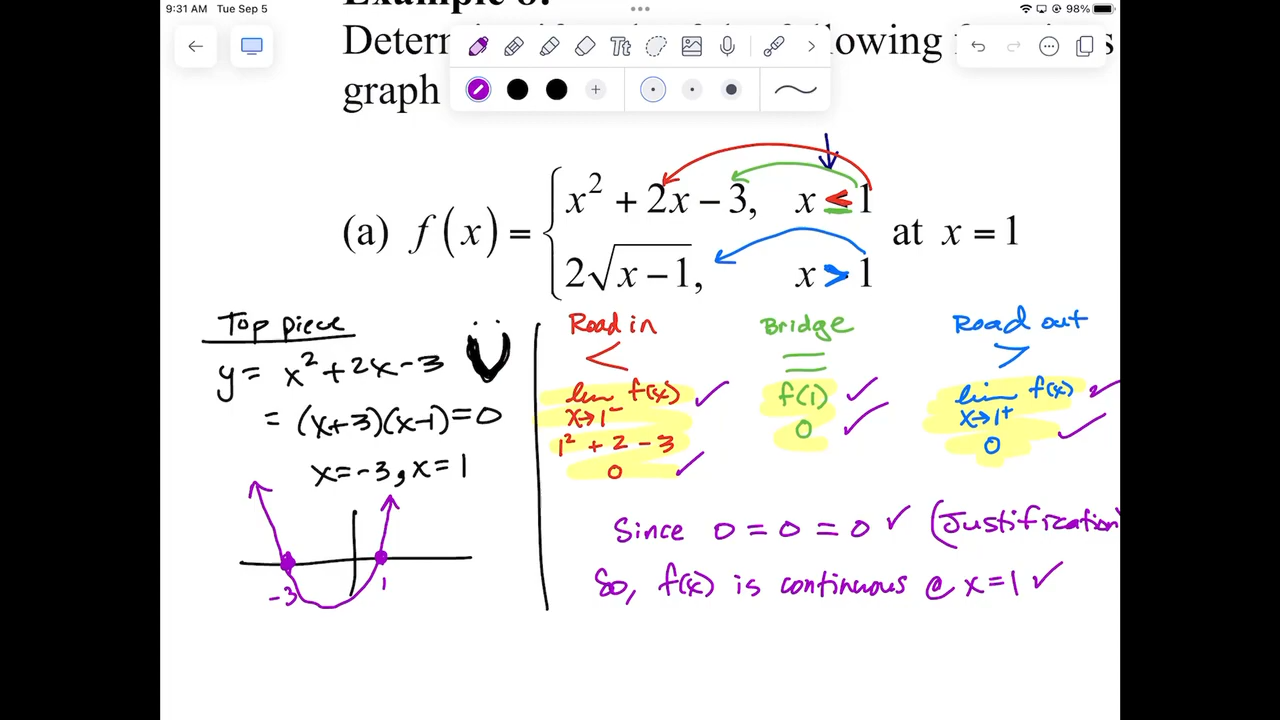 9:31 AM Tue Sep 5
98%
Example
graph
Tt
(a) f(x) = { x² + 2x − 3, x ≤ 1
2√(x − 1), x > 1
at x = 1
Top piece
y = x² + 2x − 3
= (x+3)(x−1) = 0
x = −3, x = 1
−3 1
Road in
<
lim f(x) ✓
x→1⁻
1² + 2 − 3
0 ✓
Bridge
=
f(1) ✓
0 ✓
Road out
>
lim f(x) ✓
x→1⁺
0 ✓
Since 0 = 0 = 0 ✓ (Justification
So, f(x) is continuous @ x = 1 ✓